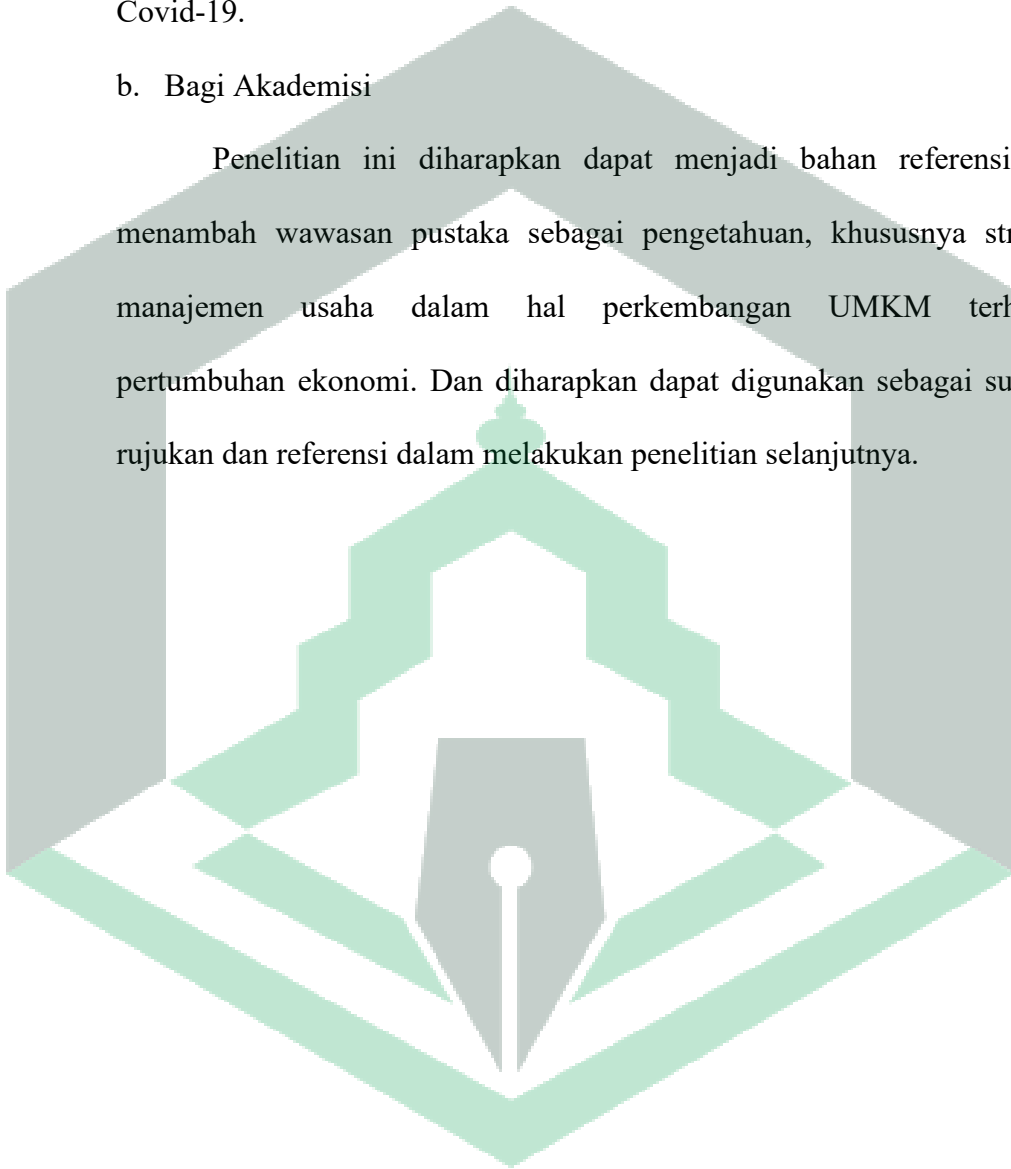 Covid-19.
b. Bagi Akademisi
Penelitian ini diharapkan dapat menjadi bahan referensi
menambah wawasan pustaka sebagai pengetahuan, khususnya
manajemen usaha dalam hal perkembangan UMKM
pertumbuhan ekonomi. Dan diharapkan dapat digunakan sebagai
rujukan dan referensi dalam melakukan penelitian selanjutnya.